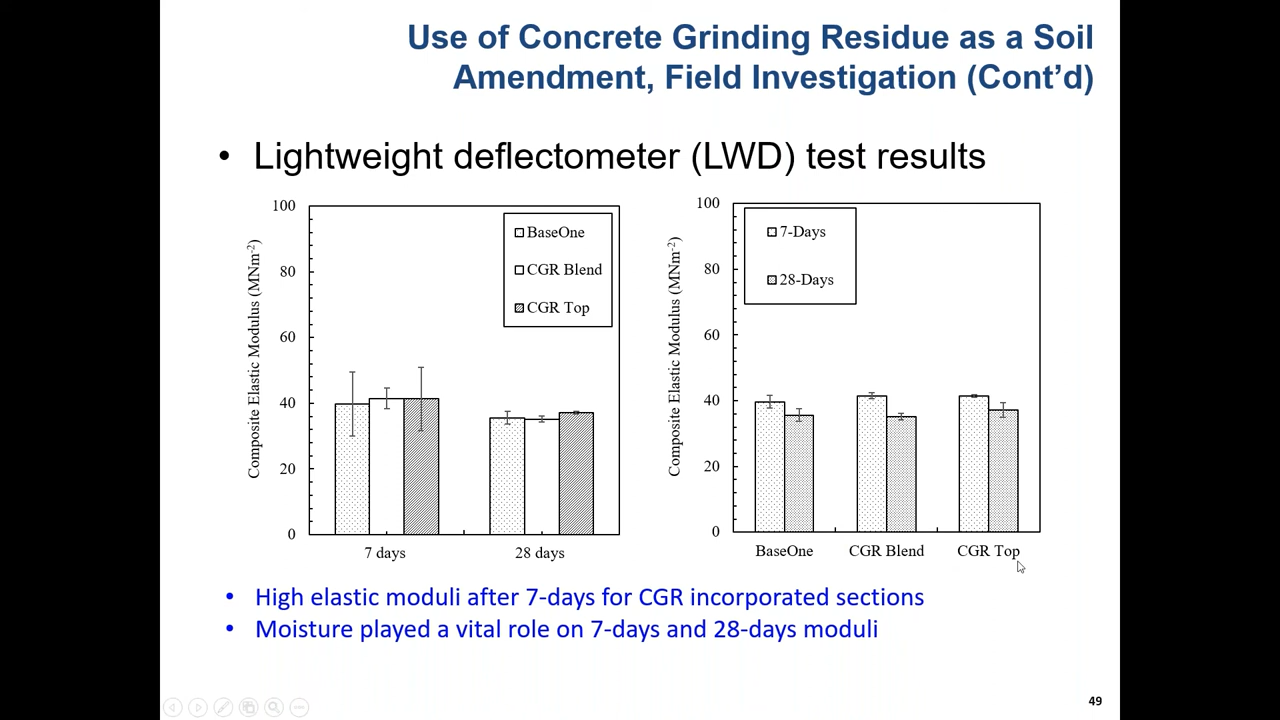 Use of Concrete Grinding Residue as a Soil
Amendment, Field Investigation (Cont'd)
• Lightweight deflectometer (LWD) test results
Composite Elastic Modulus (MNm-2)
100
80
60
40
20
0
BaseOne
CGR Blend
CGR Top
7 days
28 days
Composite Elastic Modulus (MNm-2)
100
80
60
40
20
0
7-Days
28-Days
BaseOne
CGR Blend
CGR Top
• High elastic moduli after 7-days for CGR incorporated sections
• Moisture played a vital role on 7-days and 28-days moduli
49